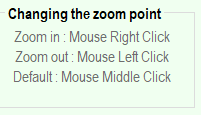 Changing the zoom point
Zoom in : Mouse Right Click
Zoom out : Mouse Left Click
Default : Mouse Middle Click